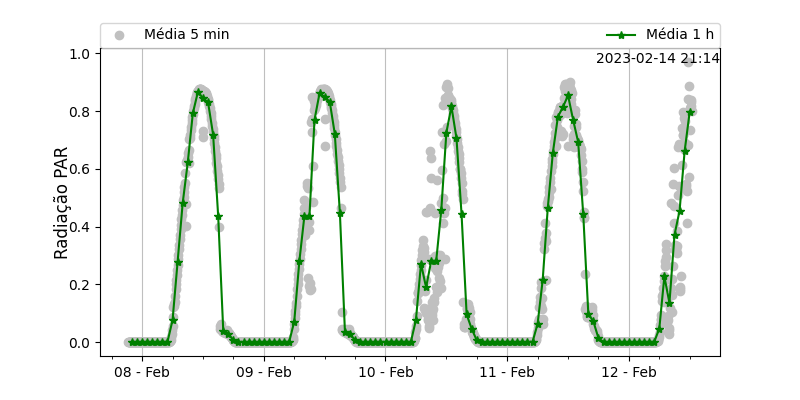 Média 5 min
Média 1 h
2023-02-14 21:14
Radiação PAR
1.0
0.8
0.6
0.4
0.2
0.0
08 - Feb
09 - Feb
10 - Feb
11 - Feb
12 - Feb